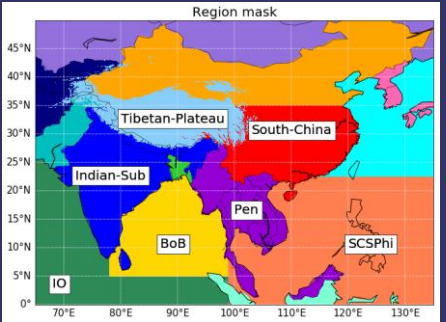 Region mask
45°N
40°N
35°N
30°N
25°N
20°N
15°N
10°N
5°N
0°
Tibetan-Plateau
South-China
Indian-Sub
Pen
BoB
SCSPhi
IO
70°E 80°E 90°E 100°E 110°E 120°E 130°E